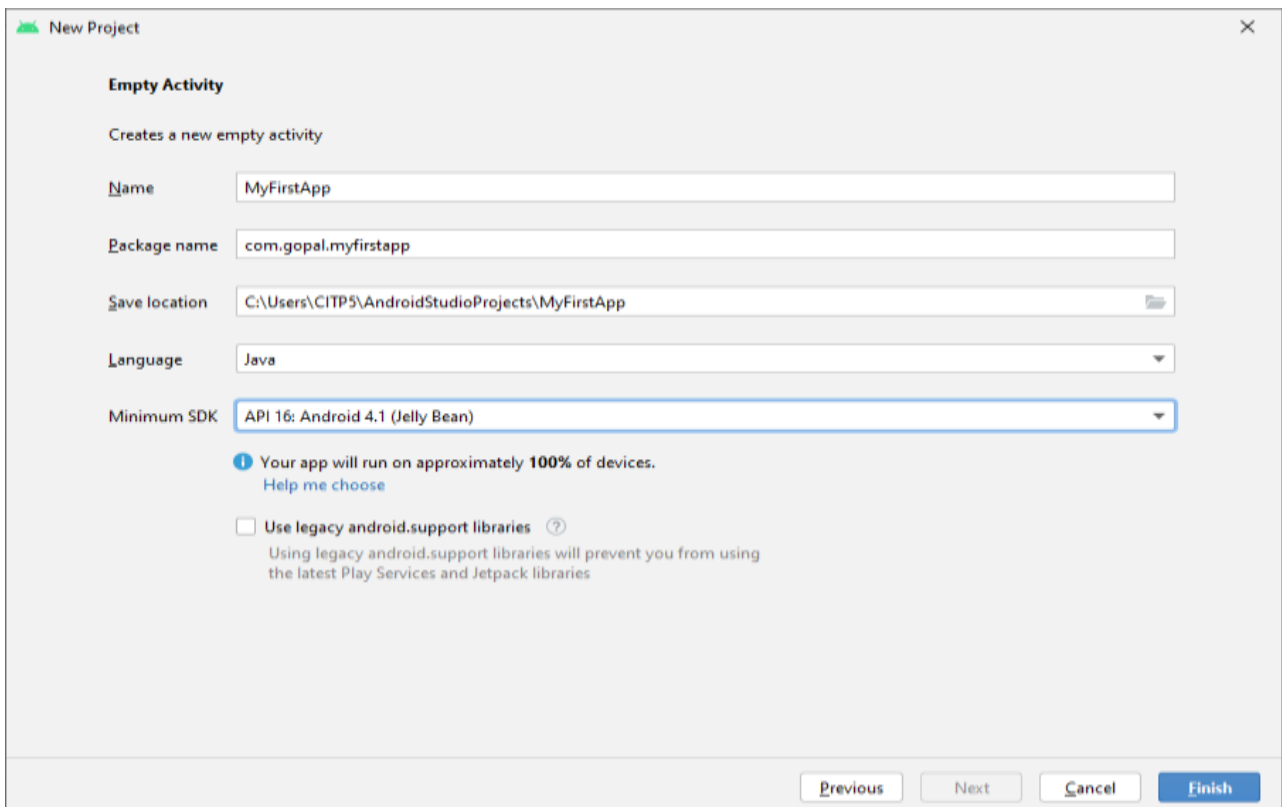 New Project
Empty Activity
Creates a new empty activity
Name MyFirstApp
Package name com.gopal.myfirstapp
Save location C:\Users\CITP5\AndroidStudioProjects\MyFirstApp
Language Java
Minimum SDK API 16: Android 4.1 (Jelly Bean)
Your app will run on approximately 100% of devices.
Help me choose
Use legacy android.support libraries ?
Using legacy android.support libraries will prevent you from using
the latest Play Services and Jetpack libraries
Previous Next Cancel Finish